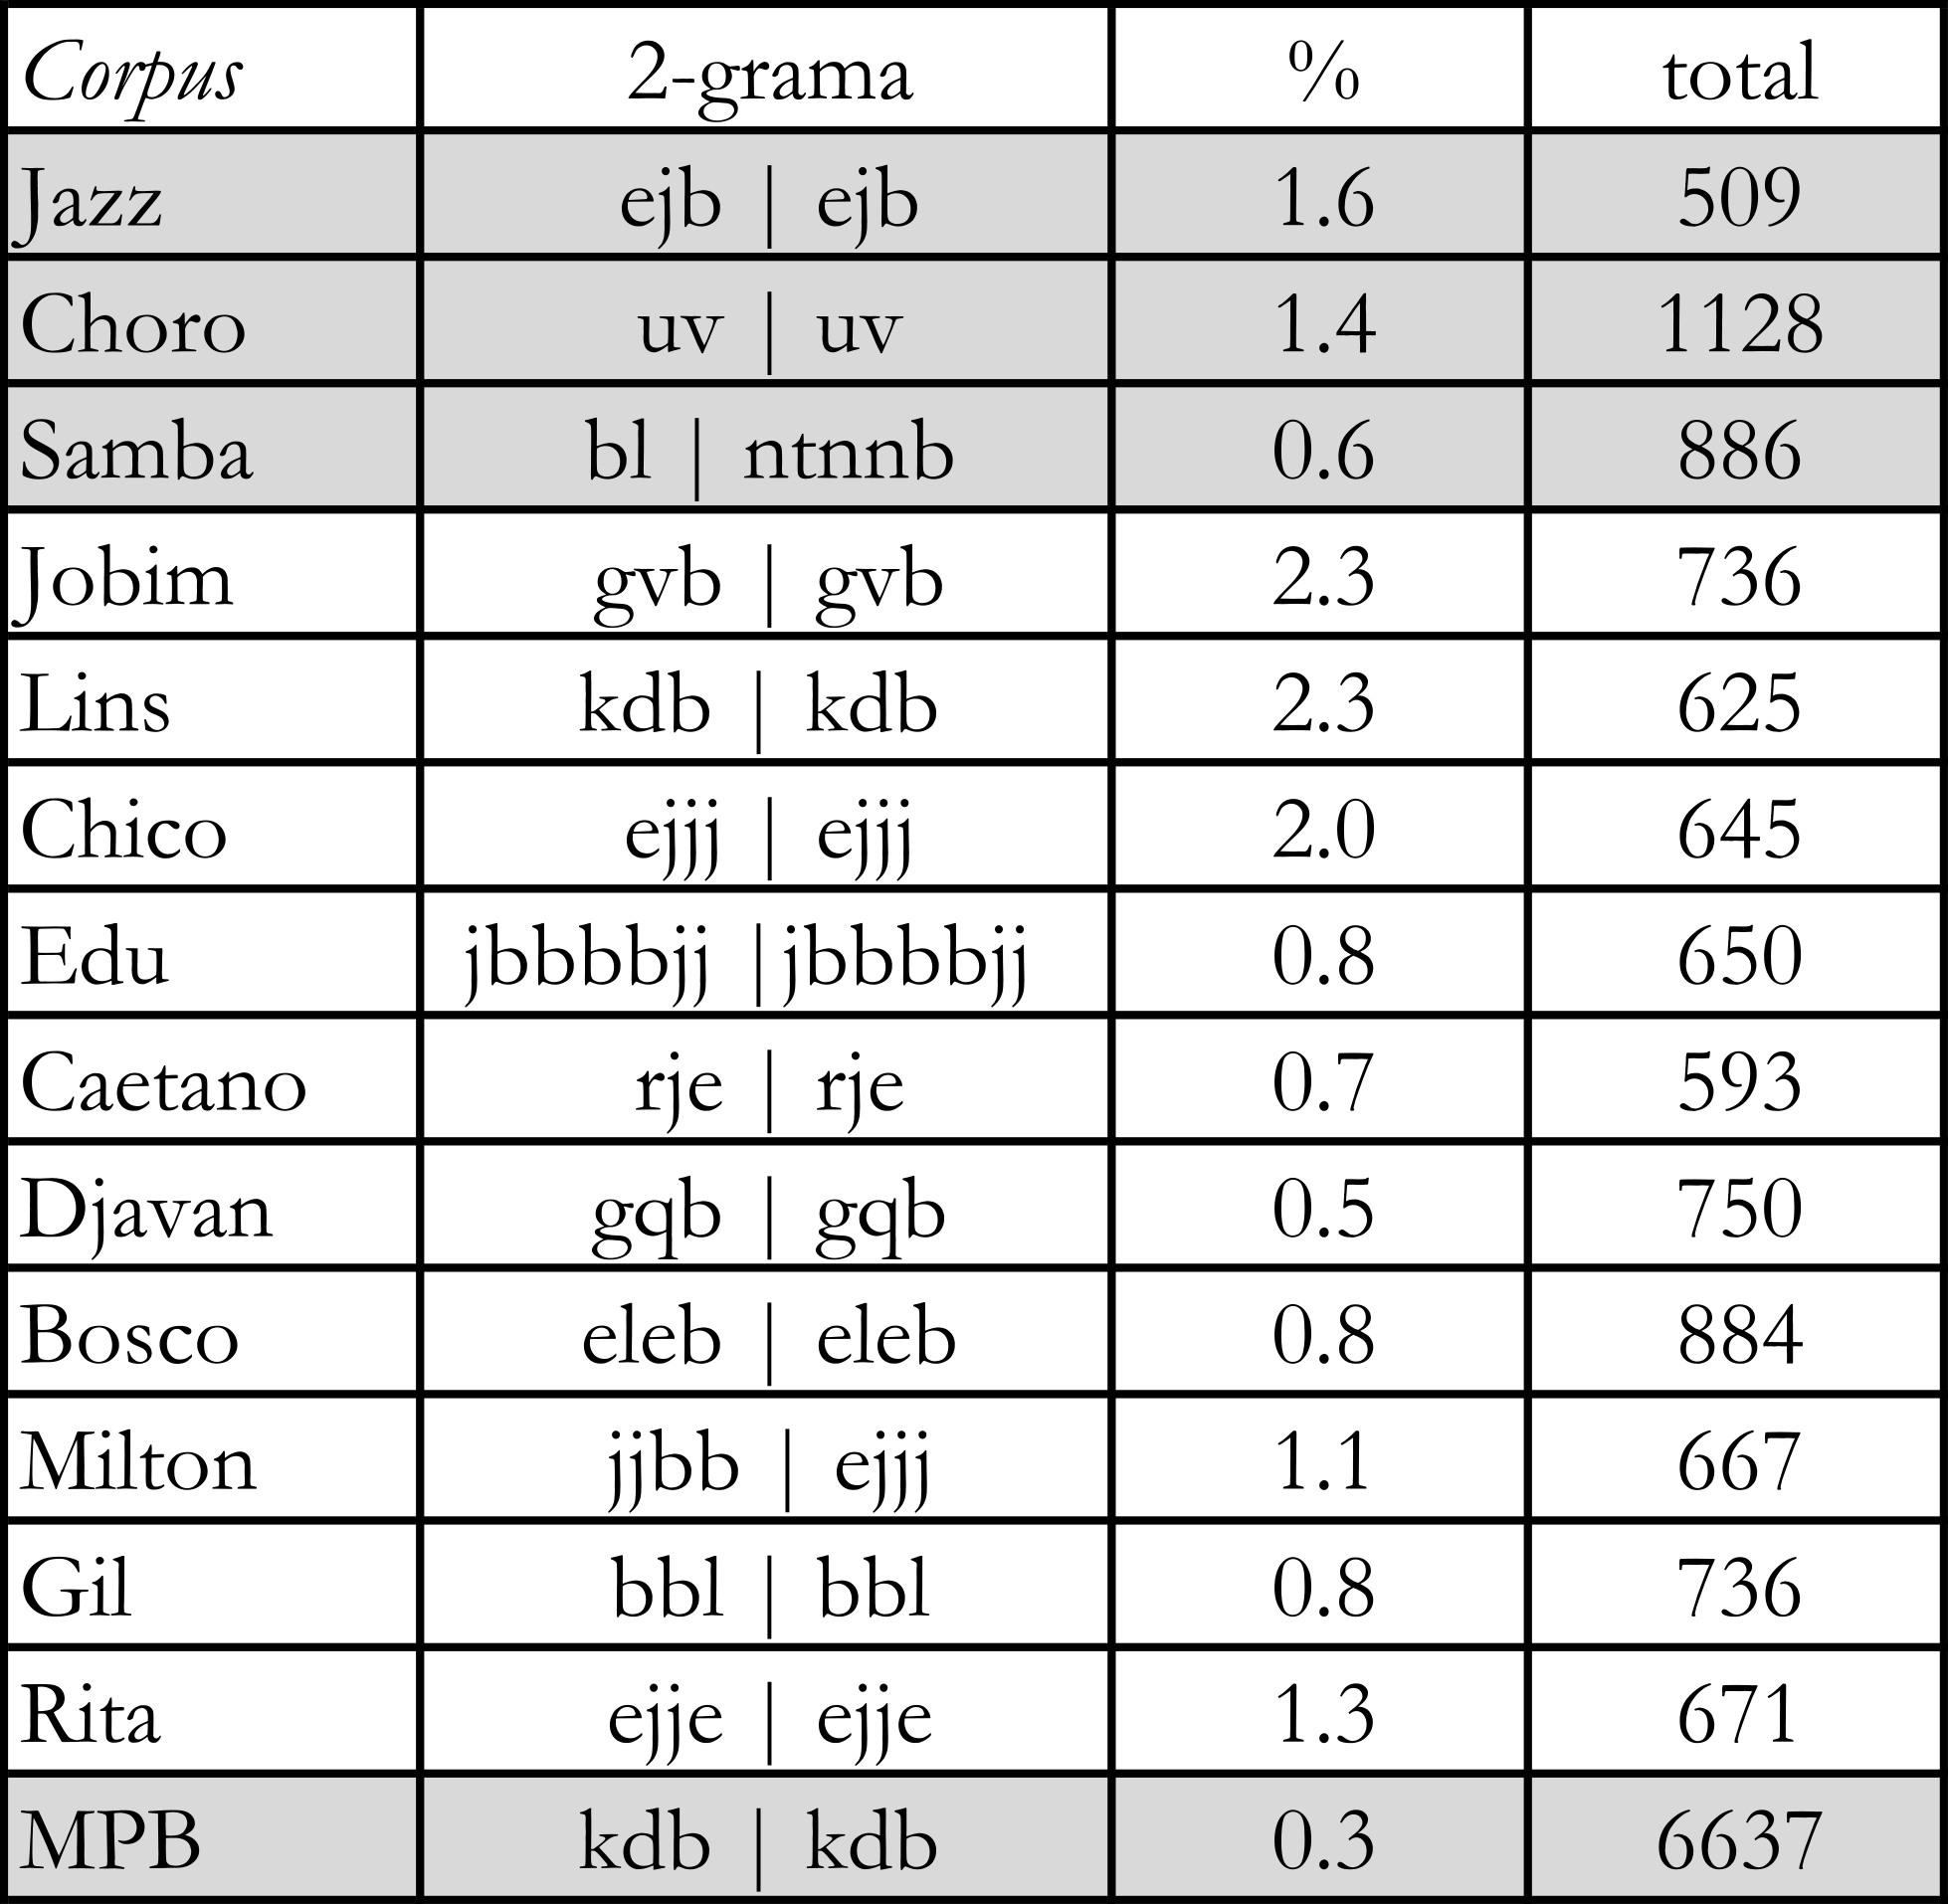 Corpus 2-grama % total
Jazz ejb | ejb 1.6 509
Choro uv | uv 1.4 1128
Samba bl | ntnnb 0.6 886
Jobim gvb | gvb 2.3 736
Lins kdb | kdb 2.3 625
Chico ejjj | ejjj 2.0 645
Edu jbbbbjj | jbbbbjj 0.8 650
Caetano rje | rje 0.7 593
Djavan gqb | gqb 0.5 750
Bosco eleb | eleb 0.8 884
Milton jjbb | ejjj 1.1 667
Gil bbl | bbl 0.8 736
Rita ejje | ejje 1.3 671
MPB kdb | kdb 0.3 6637